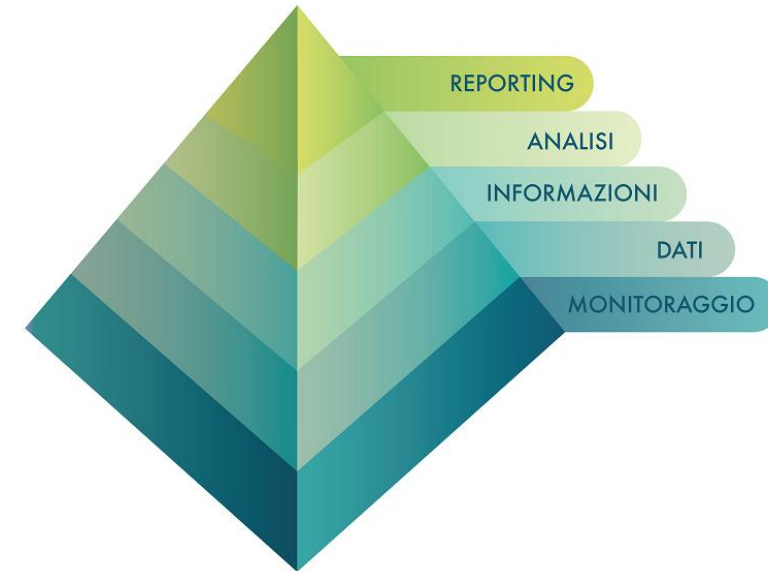 REPORTING
ANALISI
INFORMAZIONI
DATI
MONITORAGGIO